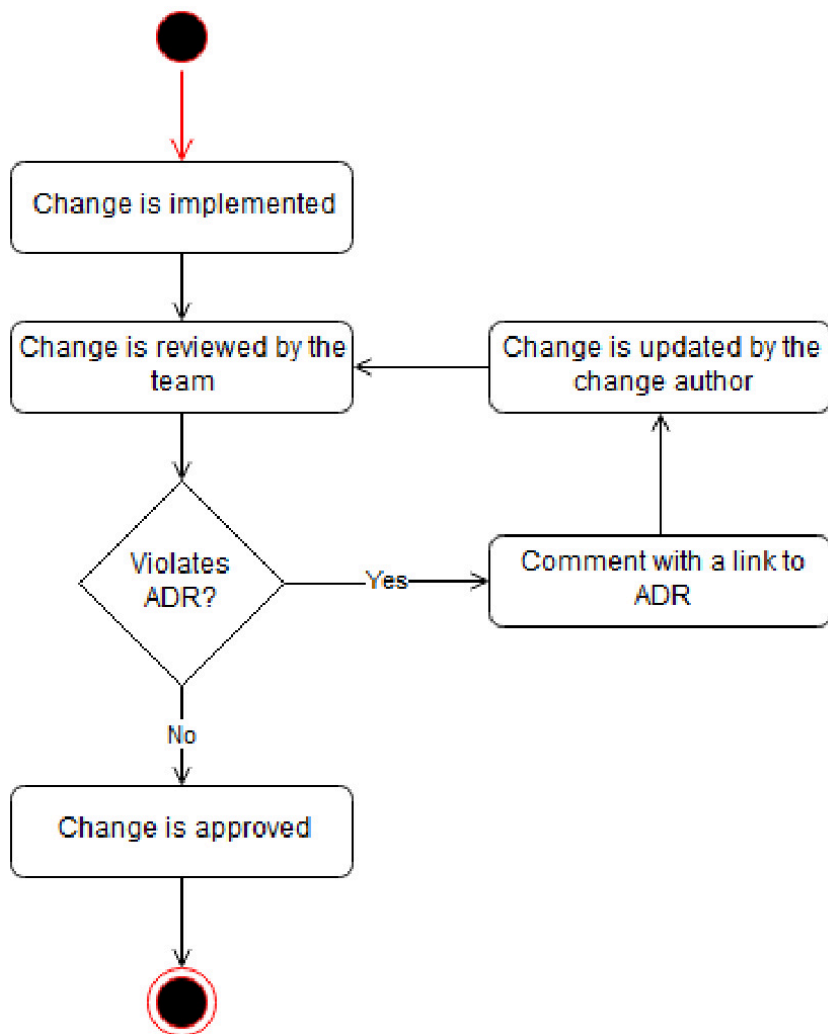 Change is implemented
Change is reviewed by the
team
Change is updated by the
change author
Violates
ADR?
Yes
Comment with a link to
ADR
No
Change is approved